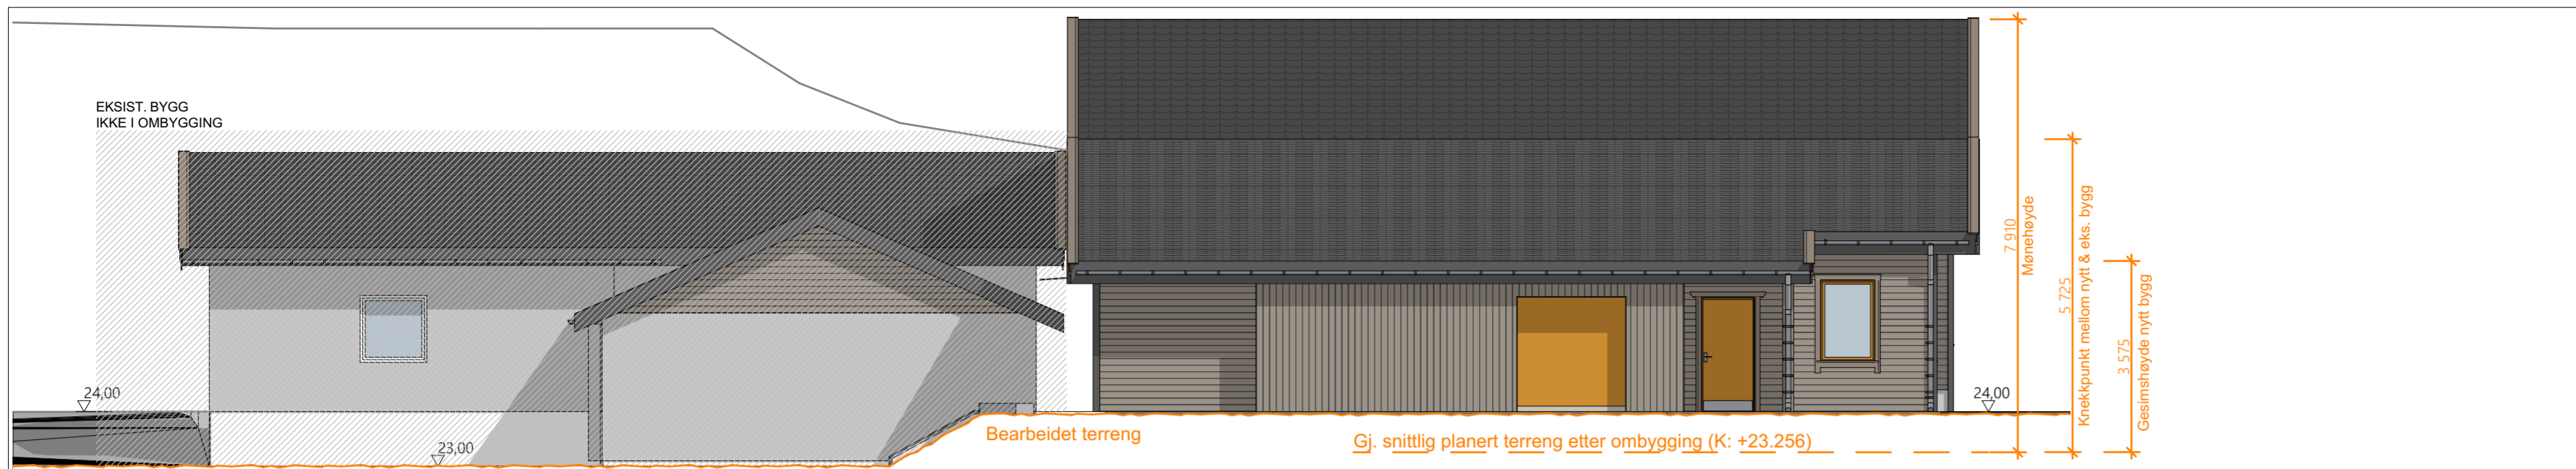 EKSIST. BYGG
IKKE I OMBYGGING
24,00
23,00
Bearbeidet terreng
Gj. snittlig planert terreng etter ombygging (K: +23.256)
24,00
7 910
Mønehøyde
5 725
Knekkpunkt mellom nytt & eks. bygg
3 575
Gesimshøyde nytt bygg